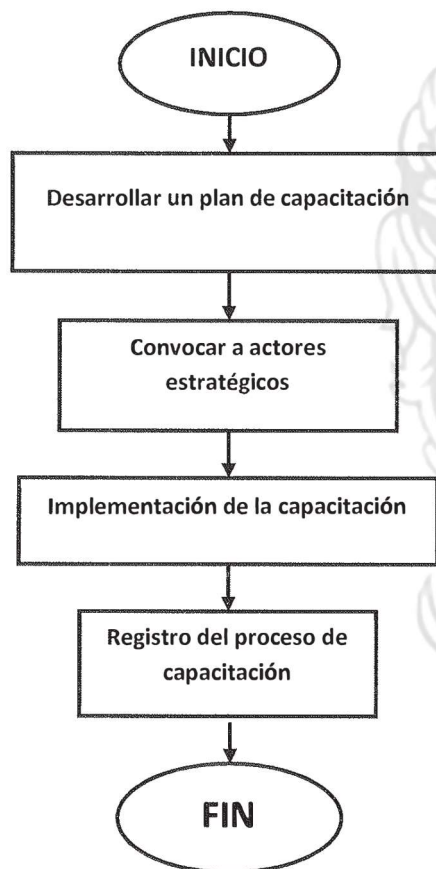 INICIO
Desarrollar un plan de capacitación
Convocar a actores
estratégicos
Implementación de la capacitación
Registro del proceso de
capacitación
FIN